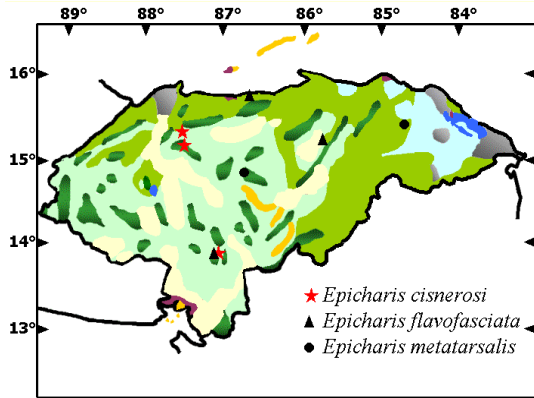 89° 88° 87° 86° 85° 84°
16°
15°
14°
13°
Epicharis cisnerosi
Epicharis flavofasciata
Epicharis metatarsalis